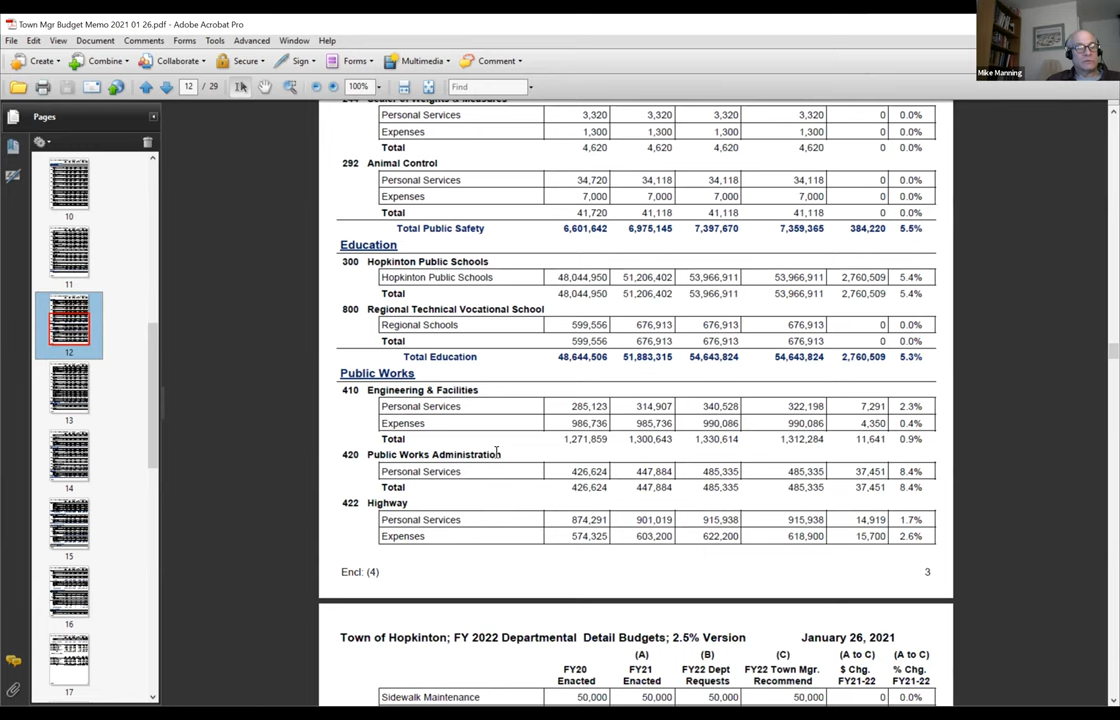 Town Mgr Budget Memo 2021 01 26.pdf - Adobe Acrobat Pro
File Edit View Document Comments Forms Tools Advanced Window Help
Create Combine Collaborate Secure Sign Forms Multimedia Comment
12 / 29 100% Find
Mike Manning
Pages
10
11
12
13
14
15
16
17
244 Sealer of Weights & Measures
Personal Services 3,320 3,320 3,320 3,320 0 0.0%
Expenses 1,300 1,300 1,300 1,300 0 0.0%
Total 4,620 4,620 4,620 4,620 0 0.0%
292 Animal Control
Personal Services 34,720 34,118 34,118 34,118 0 0.0%
Expenses 7,000 7,000 7,000 7,000 0 0.0%
Total 41,720 41,118 41,118 41,118 0 0.0%
Total Public Safety 6,601,642 6,975,145 7,397,670 7,359,365 384,220 5.5%
Education
300 Hopkinton Public Schools
Hopkinton Public Schools 48,044,950 51,206,402 53,966,911 53,966,911 2,760,509 5.4%
Total 48,044,950 51,206,402 53,966,911 53,966,911 2,760,509 5.4%
800 Regional Technical Vocational School
Regional Schools 599,556 676,913 676,913 676,913 0 0.0%
Total 599,556 676,913 676,913 676,913 0 0.0%
Total Education 48,644,506 51,883,315 54,643,824 54,643,824 2,760,509 5.3%
Public Works
410 Engineering & Facilities
Personal Services 285,123 314,907 340,528 322,198 7,291 2.3%
Expenses 986,736 985,736 990,086 990,086 4,350 0.4%
Total 1,271,859 1,300,643 1,330,614 1,312,284 11,641 0.9%
420 Public Works Administration
Personal Services 426,624 447,884 485,335 485,335 37,451 8.4%
Total 426,624 447,884 485,335 485,335 37,451 8.4%
422 Highway
Personal Services 874,291 901,019 915,938 915,938 14,919 1.7%
Expenses 574,325 603,200 622,200 618,900 15,700 2.6%
Encl: (4) 3
Town of Hopkinton; FY 2022 Departmental Detail Budgets; 2.5% Version January 26, 2021
(A) (B) (C) (A to C) (A to C)
FY20 FY21 FY22 Dept FY22 Town Mgr. $ Chg. % Chg.
Enacted Enacted Requests Recommend FY21-22 FY21-22
Sidewalk Maintenance 50,000 50,000 50,000 50,000 0 0.0%